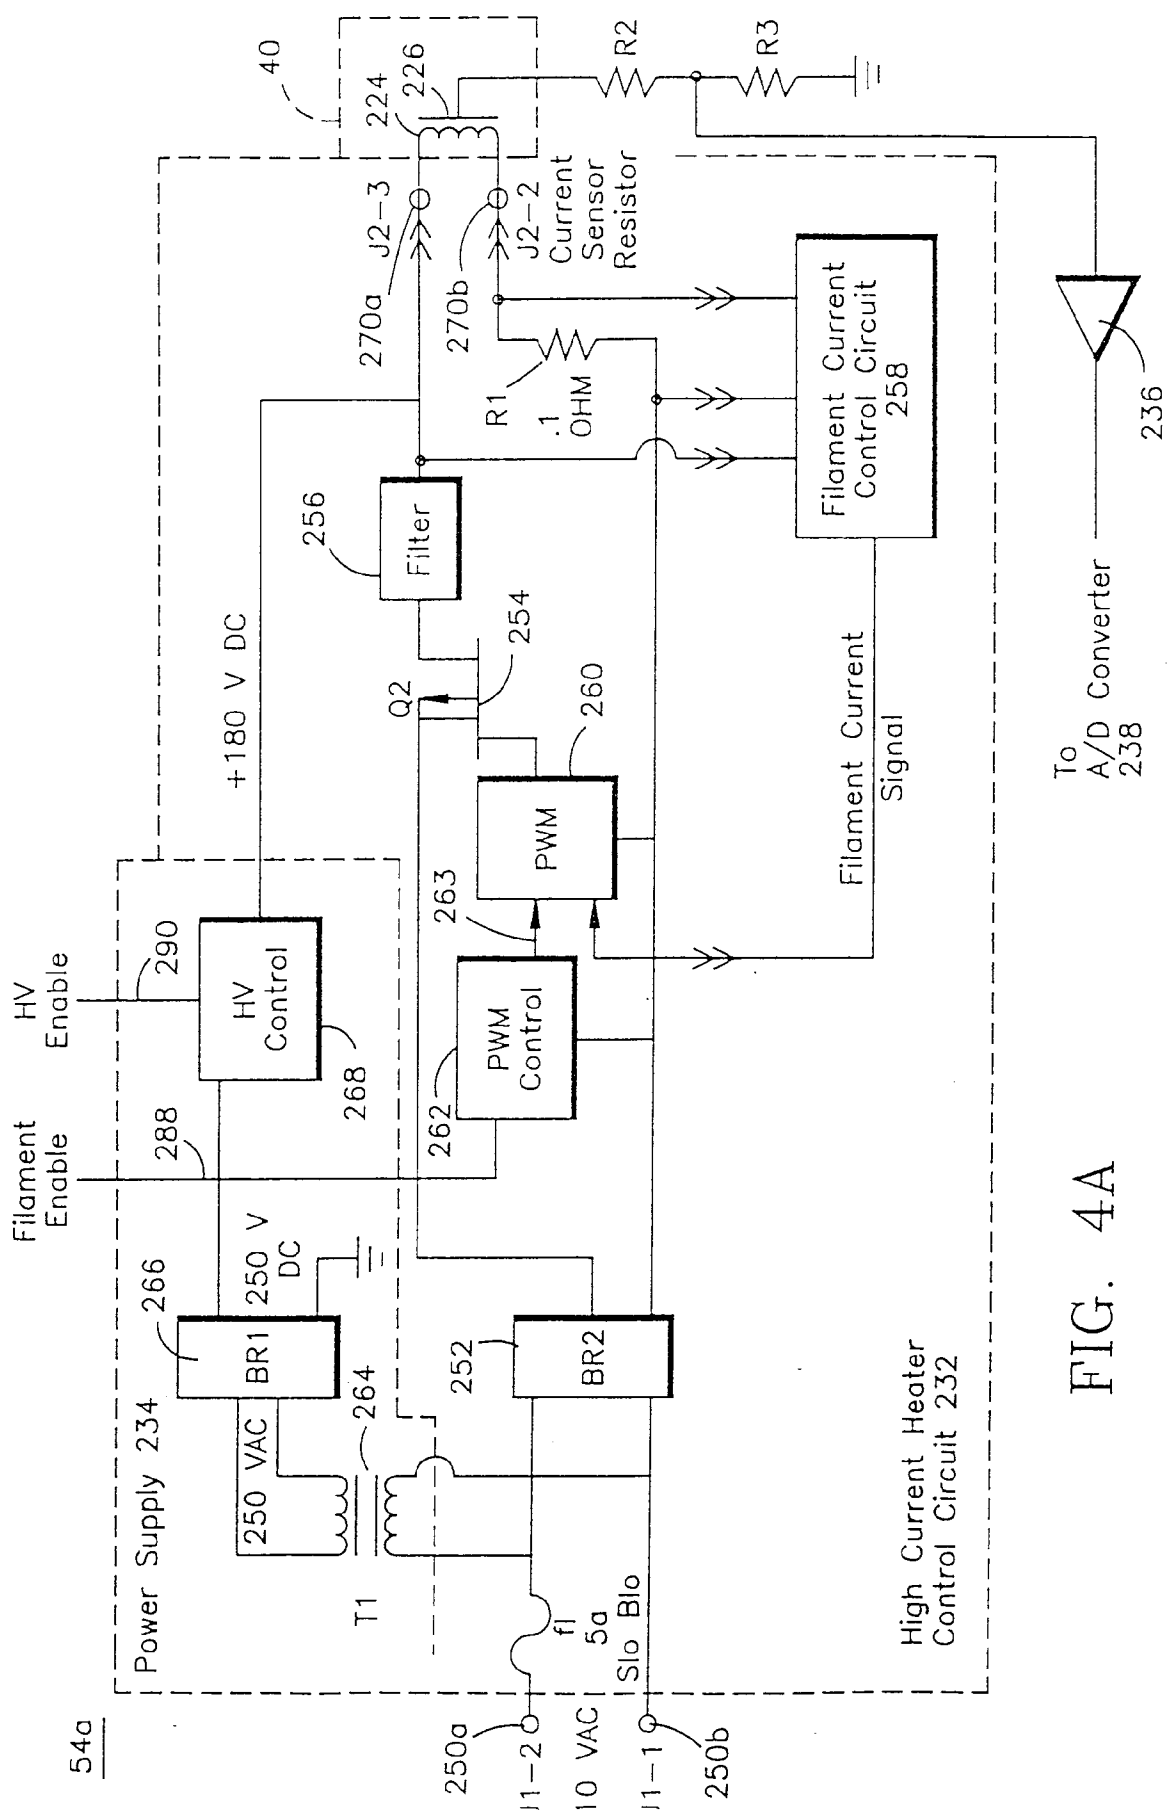 54a
Filament
Enable
HV
Enable
288
290
40
Power Supply 234
266
BR1
250 VAC
250 V
DC
264
T1
HV
Control
268
+180 V DC
224
226
R2
R3
J2-3
270a
J2-2
270b
Current
Sensor
Resistor
R1
.1
OHM
256
Filter
Q2
254
260
PWM
263
262
PWM
Control
252
BR2
250a
J1-2
10 VAC
J1-1
250b
f1
5a
Slo Blo
Filament Current
Control Circuit
258
Filament Current
Signal
236
To
A/D Converter
238
High Current Heater
Control Circuit 232
FIG. 4A